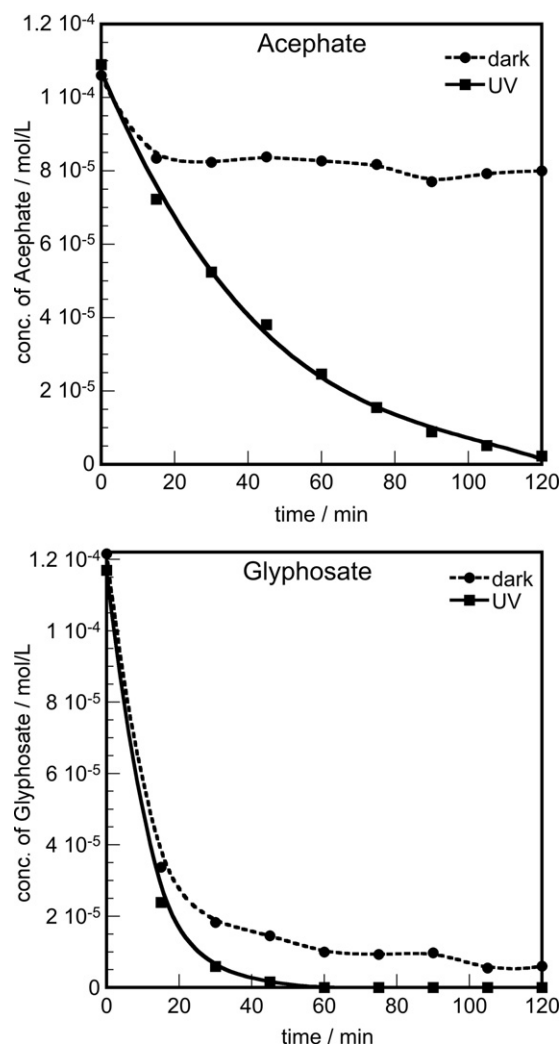 Acephate
dark
UV
1.2 10-4
1 10-4
8 10-5
6 10-5
4 10-5
2 10-5
0
conc. of Acephate / mol/L
0 20 40 60 80 100 120
time / min
Glyphosate
dark
UV
1.2 10-4
1 10-4
8 10-5
6 10-5
4 10-5
2 10-5
0
conc. of Glyphosate / mol/L
0 20 40 60 80 100 120
time / min